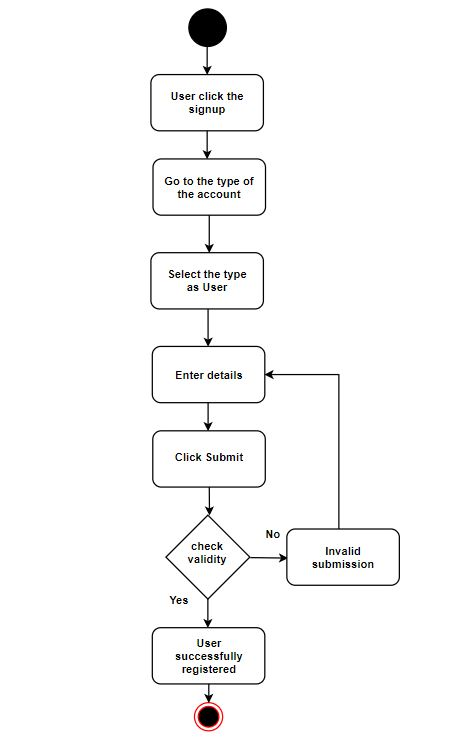 User click the
signup
Go to the type of
the account
Select the type
as User
Enter details
Click Submit
check
validity
No
Invalid
submission
Yes
User
successfully
registered